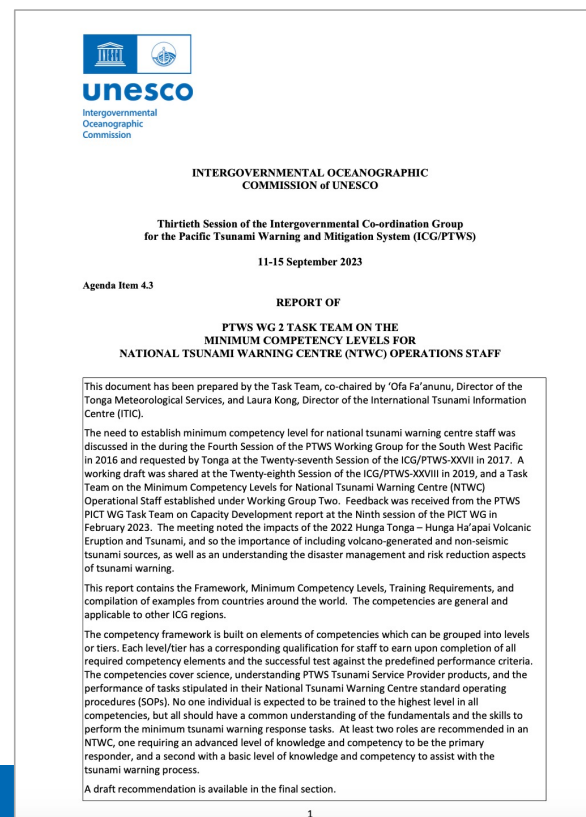 unesco
Intergovernmental
Oceanographic
Commission
INTERGOVERNMENTAL OCEANOGRAPHIC
COMMISSION of UNESCO
Thirtieth Session of the Intergovernmental Co-ordination Group
for the Pacific Tsunami Warning and Mitigation System (ICG/PTWS)
11-15 September 2023
Agenda Item 4.3
REPORT OF
PTWS WG 2 TASK TEAM ON THE
MINIMUM COMPETENCY LEVELS FOR
NATIONAL TSUNAMI WARNING CENTRE (NTWC) OPERATIONS STAFF
This document has been prepared by the Task Team, co-chaired by ‘Ofa Fa’anunu, Director of the
Tonga Meteorological Services, and Laura Kong, Director of the International Tsunami Information
Centre (ITIC).
The need to establish minimum competency level for national tsunami warning centre staff was
discussed in the during the Fourth Session of the PTWS Working Group for the South West Pacific
in 2016 and requested by Tonga at the Twenty-seventh Session of the ICG/PTWS-XXVII in 2017. A
working draft was shared at the Twenty-eighth Session of the ICG/PTWS-XXVIII in 2019, and a Task
Team on the Minimum Competency Levels for National Tsunami Warning Centre (NTWC)
Operational Staff established under Working Group Two. Feedback was received from the PTWS
PICT WG Task Team on Capacity Development report at the Ninth session of the PICT WG in
February 2023. The meeting noted the impacts of the 2022 Hunga Tonga – Hunga Ha’apai Volcanic
Eruption and Tsunami, and so the importance of including volcano-generated and non-seismic
tsunami sources, as well as an understanding the disaster management and risk reduction aspects
of tsunami warning.
This report contains the Framework, Minimum Competency Levels, Training Requirements, and
compilation of examples from countries around the world. The competencies are general and
applicable to other ICG regions.
The competency framework is built on elements of competencies which can be grouped into levels
or tiers. Each level/tier has a corresponding qualification for staff to earn upon completion of all
required competency elements and the successful test against the predefined performance criteria.
The competencies cover science, understanding PTWS Tsunami Service Provider products, and the
performance of tasks stipulated in their National Tsunami Warning Centre standard operating
procedures (SOPs). No one individual is expected to be trained to the highest level in all
competencies, but all should have a common understanding of the fundamentals and the skills to
perform the minimum tsunami warning response tasks. At least two roles are recommended in an
NTWC, one requiring an advanced level of knowledge and competency to be the primary
responder, and a second with a basic level of knowledge and competency to assist with the
tsunami warning process.
A draft recommendation is available in the final section.
1